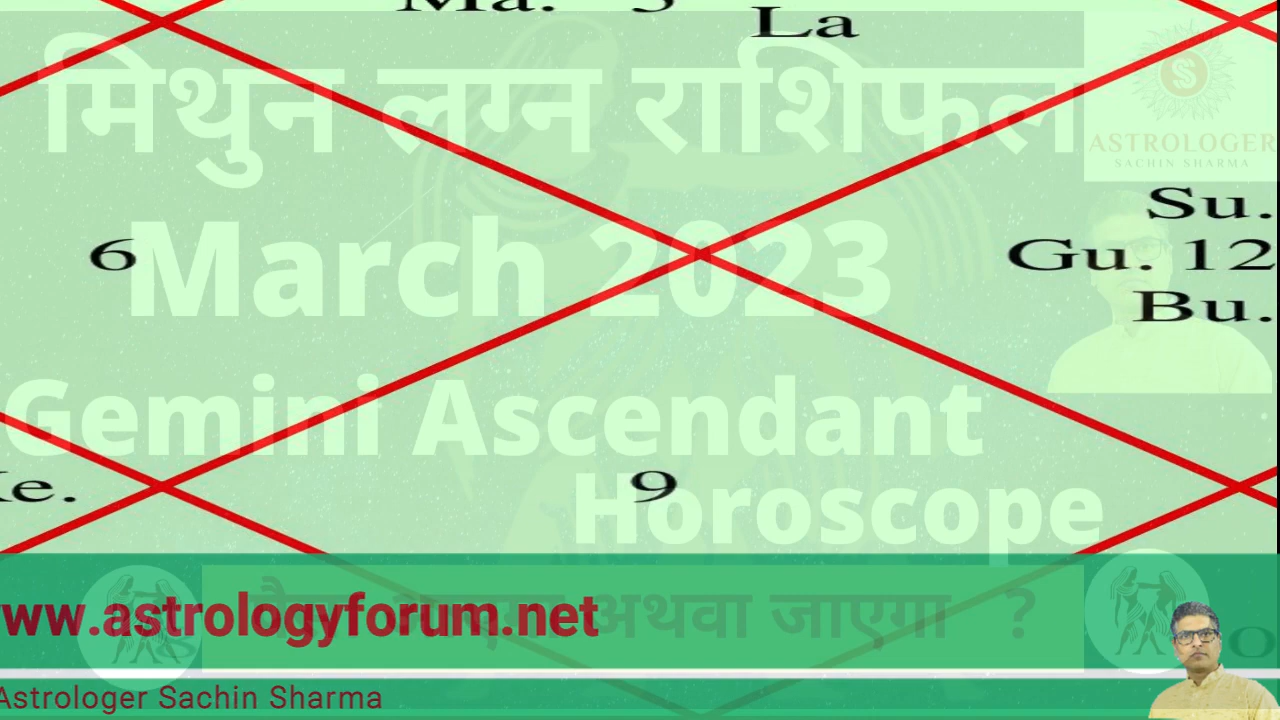 Ma. 3
La
मिथुन लग्न राशिफल
ASTROLOGER
SACHIN SHARMA
Su.
6
Gu. 12
March 2023
Bu.
Gemini Ascendant
Ke.
9
Horoscope
www.astrologyforum.net
अथवा जाएगा ?
Astrologer Sachin Sharma